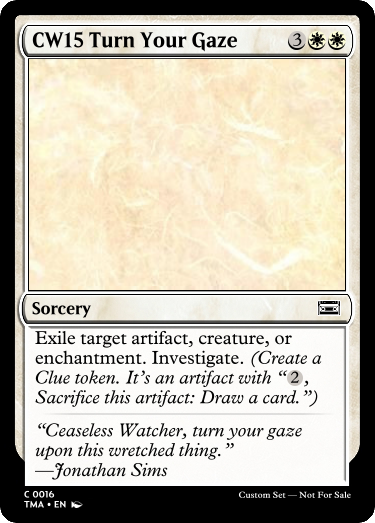 CW15 Turn Your Gaze 3
Sorcery
Exile target artifact, creature, or
enchantment. Investigate. (Create a
Clue token. It's an artifact with “2,
Sacrifice this artifact: Draw a card.”)
“Ceaseless Watcher, turn your gaze
upon this wretched thing.”
—Jonathan Sims
C 0016
TMA • EN
Custom Set — Not For Sale